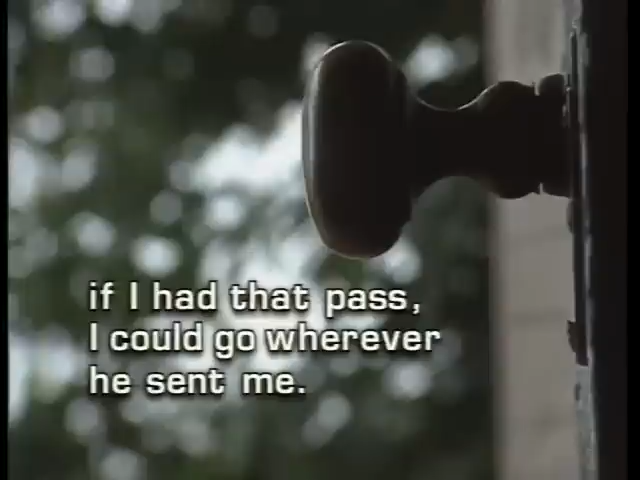 if I had that pass,
I could go wherever
he sent me.